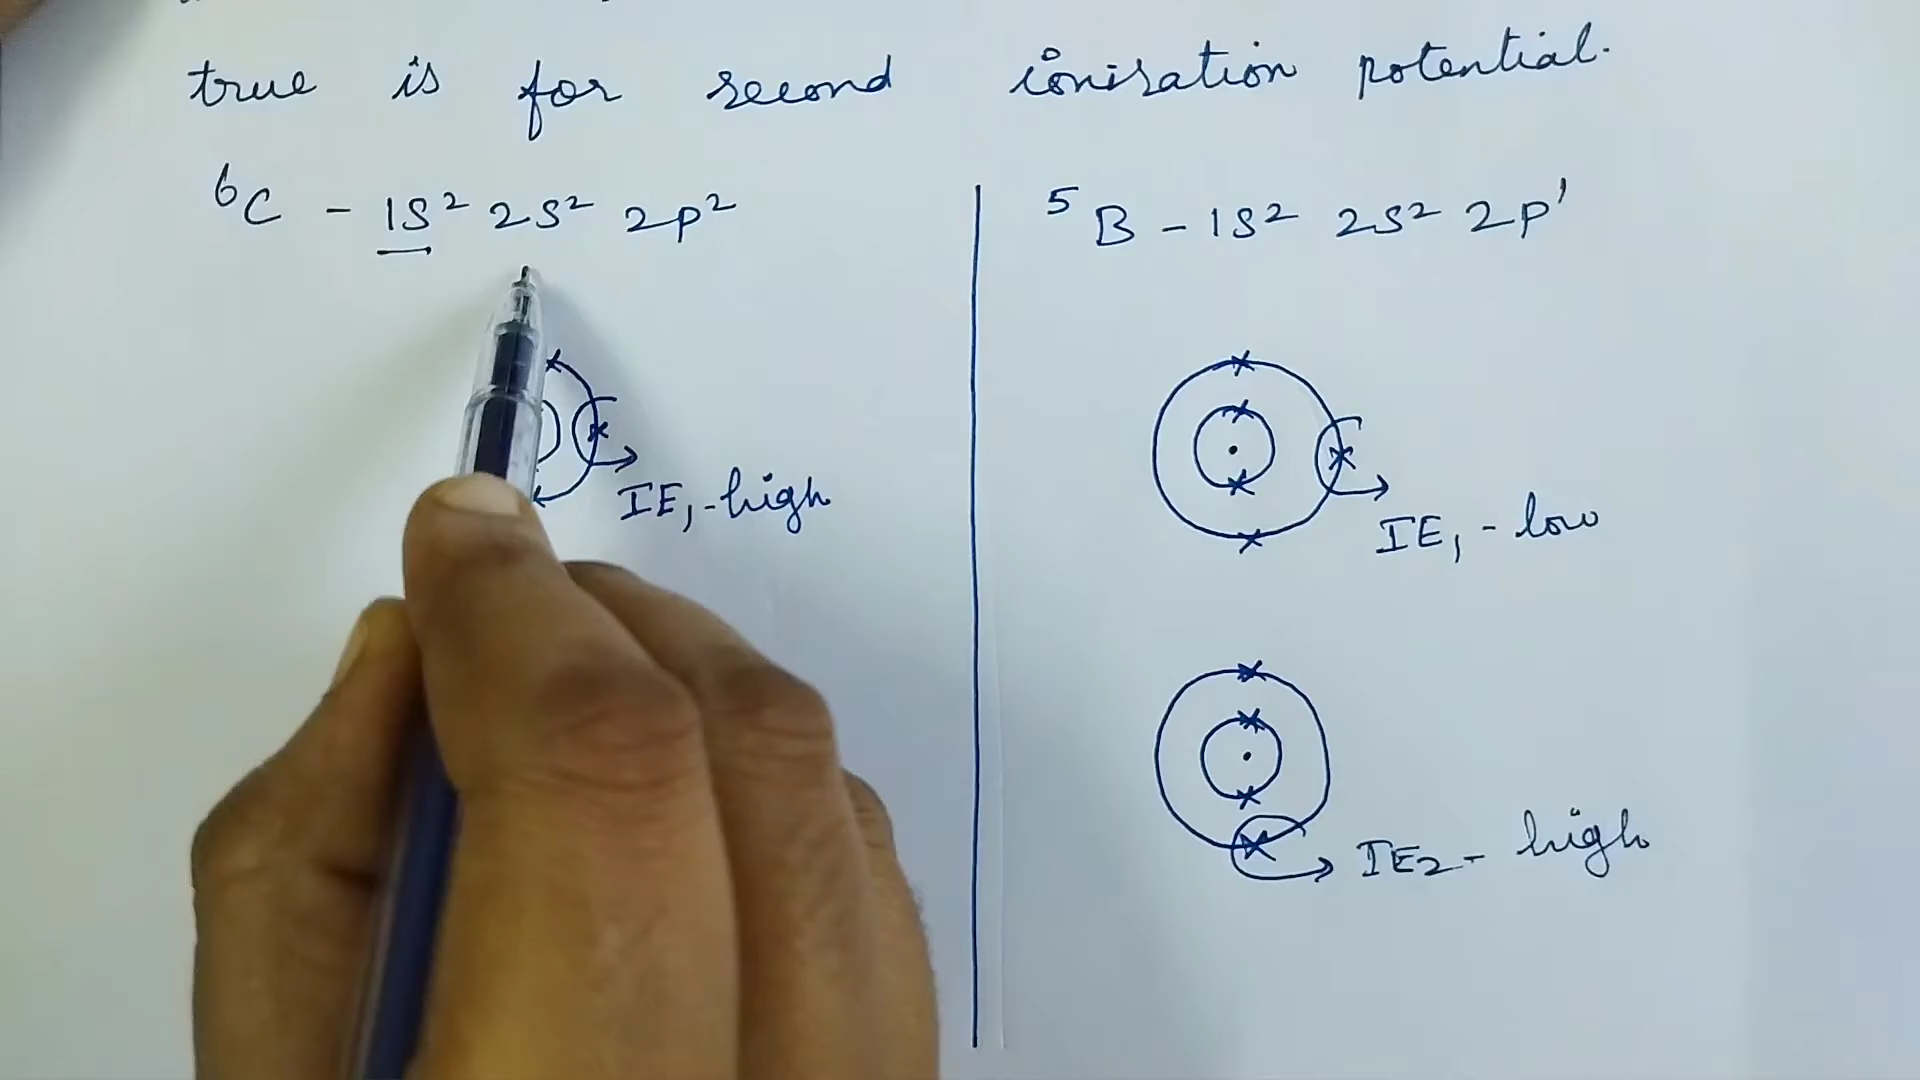 true is for second ionisation potential.
⁶C - 1S² 2S² 2P²
⁵B - 1S² 2S² 2P¹
IE₁ - high
IE₁ - low
IE₂ - high